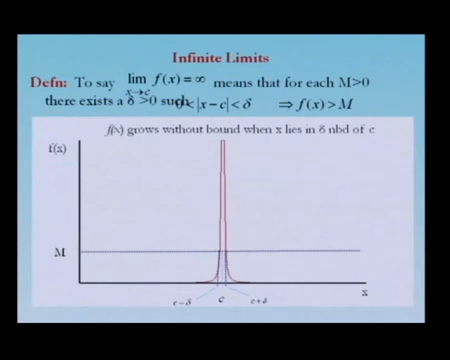 Infinite Limits
Defn: To say lim x→c f(x) = ∞ means that for each M>0
there exists a δ >0 such 0<|x−c|<δ ⇒ f(x) > M
f(x) grows without bound when x lies in δ nbd of c
f(x)
M
c−δ c c+δ x